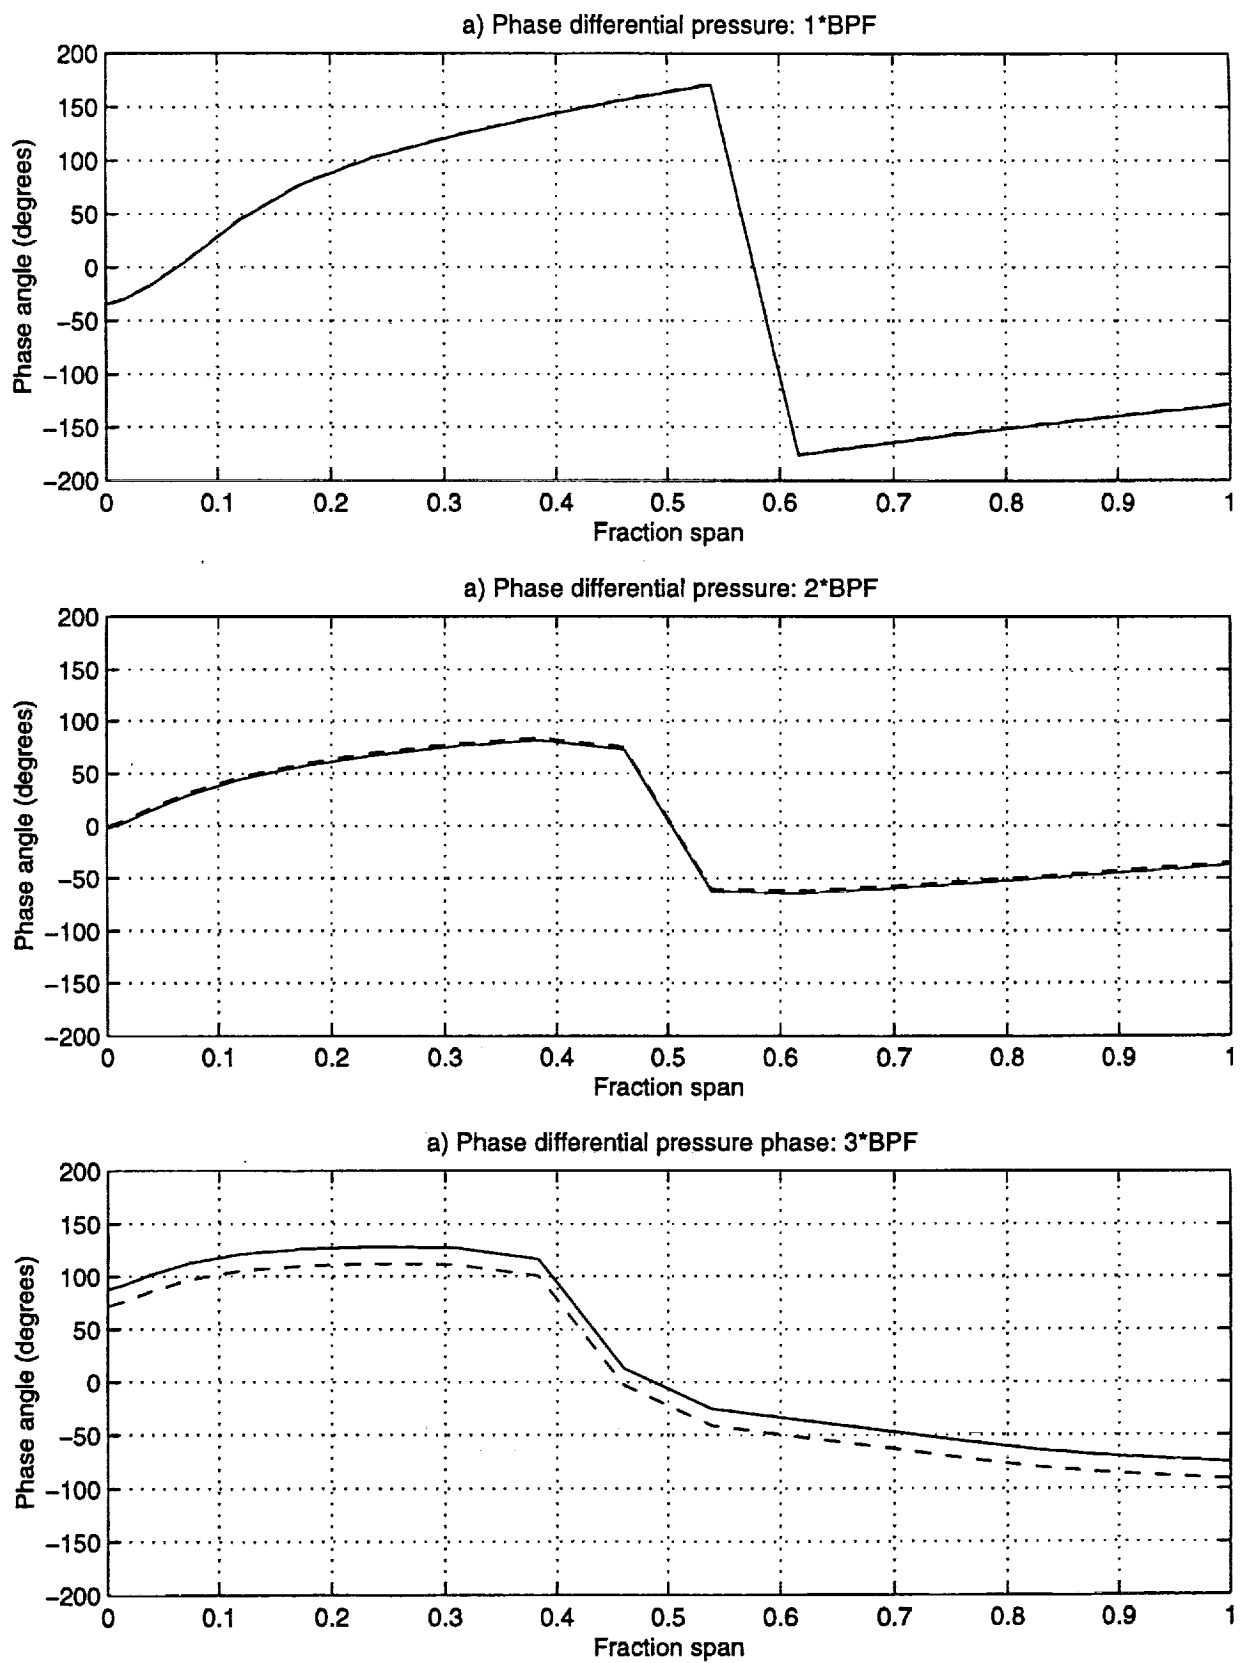 a) Phase differential pressure: 1*BPF
200
150
100
50
0
−50
−100
−150
−200
Phase angle (degrees)
0 0.1 0.2 0.3 0.4 0.5 0.6 0.7 0.8 0.9 1
Fraction span
a) Phase differential pressure: 2*BPF
200
150
100
50
0
−50
−100
−150
−200
Phase angle (degrees)
0 0.1 0.2 0.3 0.4 0.5 0.6 0.7 0.8 0.9 1
Fraction span
a) Phase differential pressure phase: 3*BPF
200
150
100
50
0
−50
−100
−150
−200
Phase angle (degrees)
0 0.1 0.2 0.3 0.4 0.5 0.6 0.7 0.8 0.9 1
Fraction span